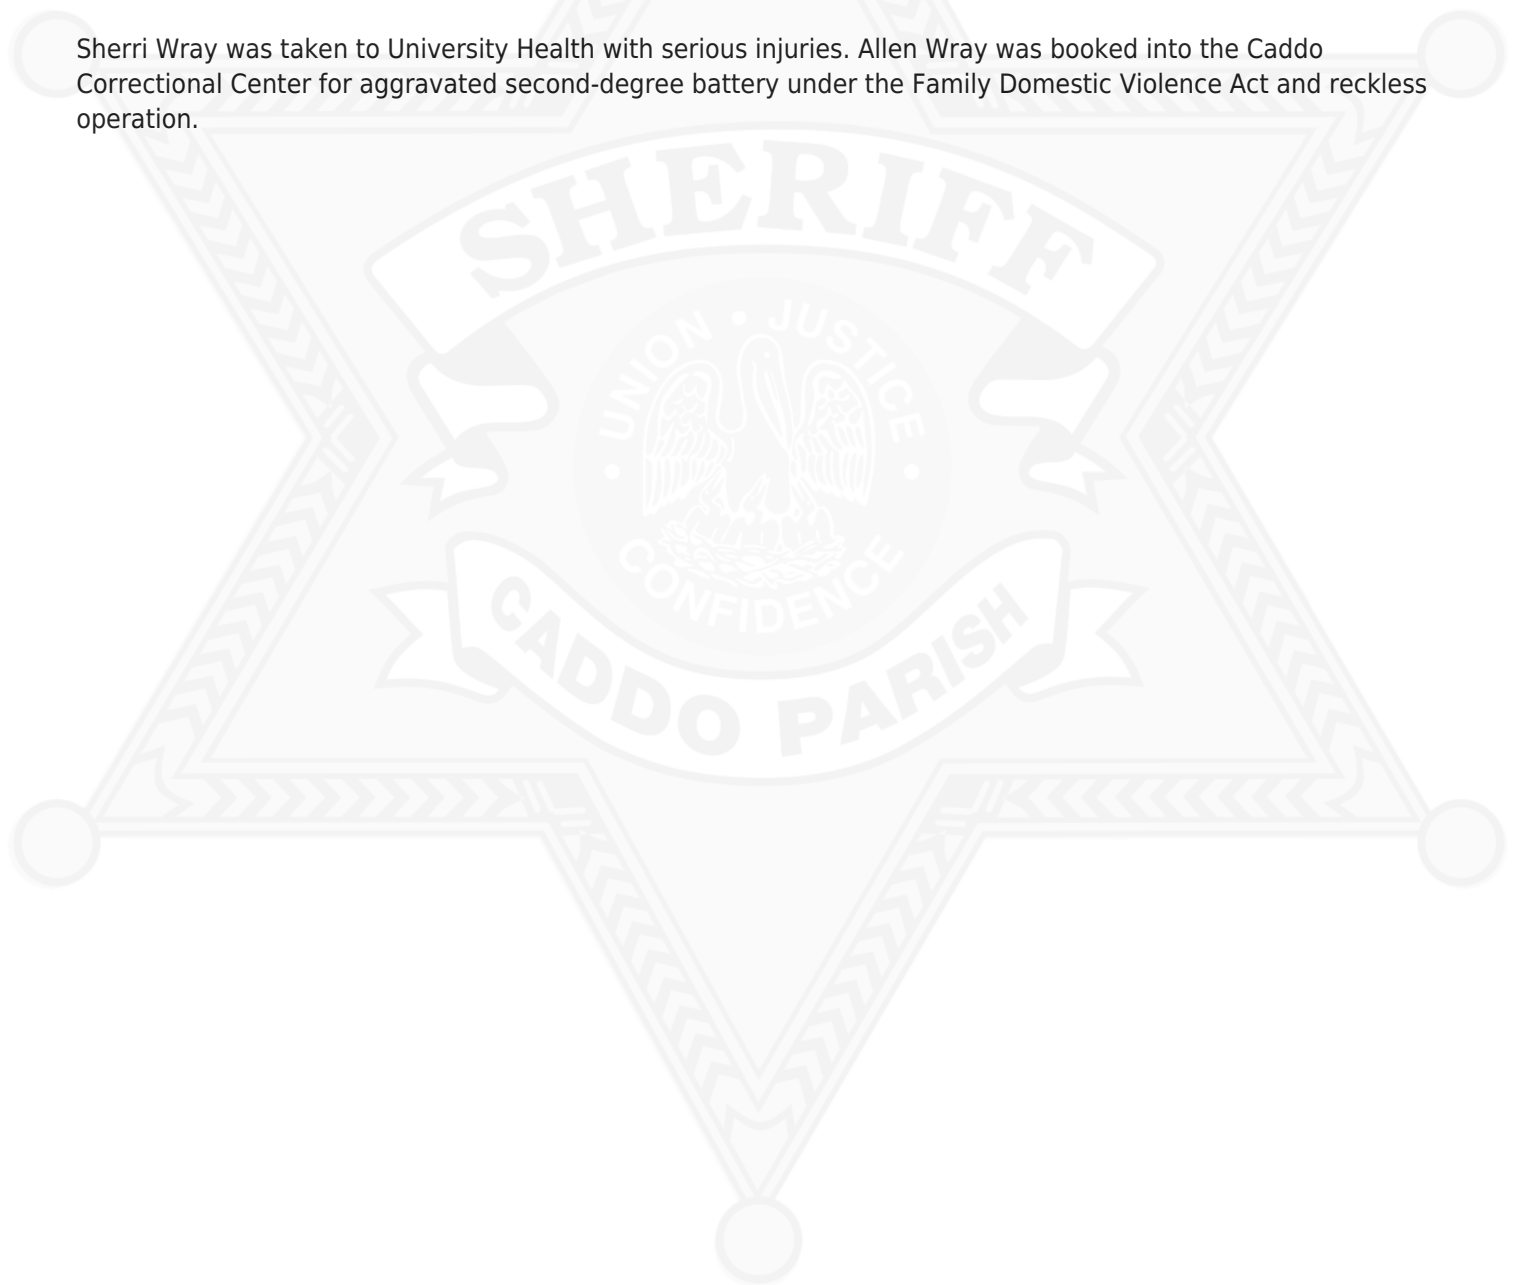 Sherri Wray was taken to University Health with serious injuries. Allen Wray was booked into the Caddo
Correctional Center for aggravated second-degree battery under the Family Domestic Violence Act and reckless
operation.
SHERIFF
UNION • JUSTICE
• CONFIDENCE •
CADDO PARISH